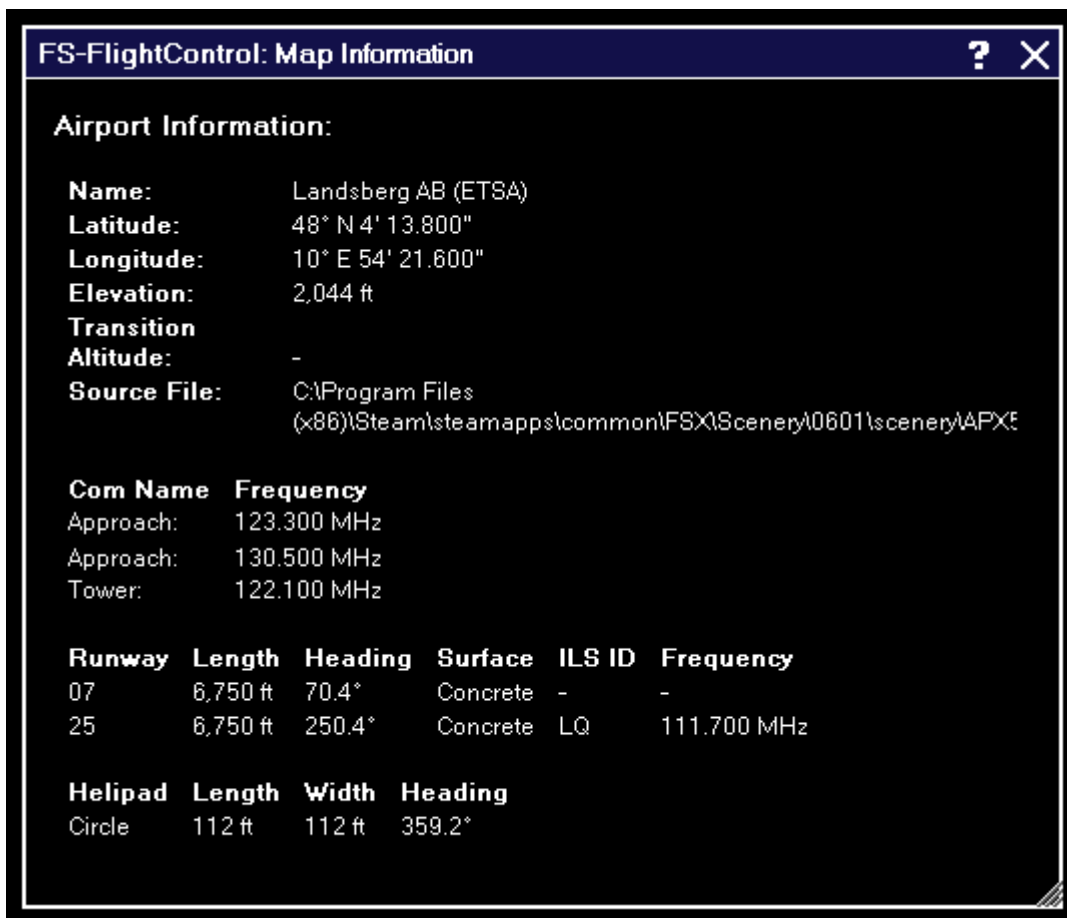 FS-FlightControl: Map Information ? X
Airport Information:
Name: Landsberg AB (ETSA)
Latitude: 48° N 4' 13.800"
Longitude: 10° E 54' 21.600"
Elevation: 2,044 ft
Transition
Altitude: -
Source File: C:\Program Files
(x86)\Steam\steamapps\common\FSX\Scenery\0601\scenery\APX5
Com Name Frequency
Approach: 123.300 MHz
Approach: 130.500 MHz
Tower: 122.100 MHz
Runway Length Heading Surface ILS ID Frequency
07 6,750 ft 70.4° Concrete - -
25 6,750 ft 250.4° Concrete LQ 111.700 MHz
Helipad Length Width Heading
Circle 112 ft 112 ft 359.2°